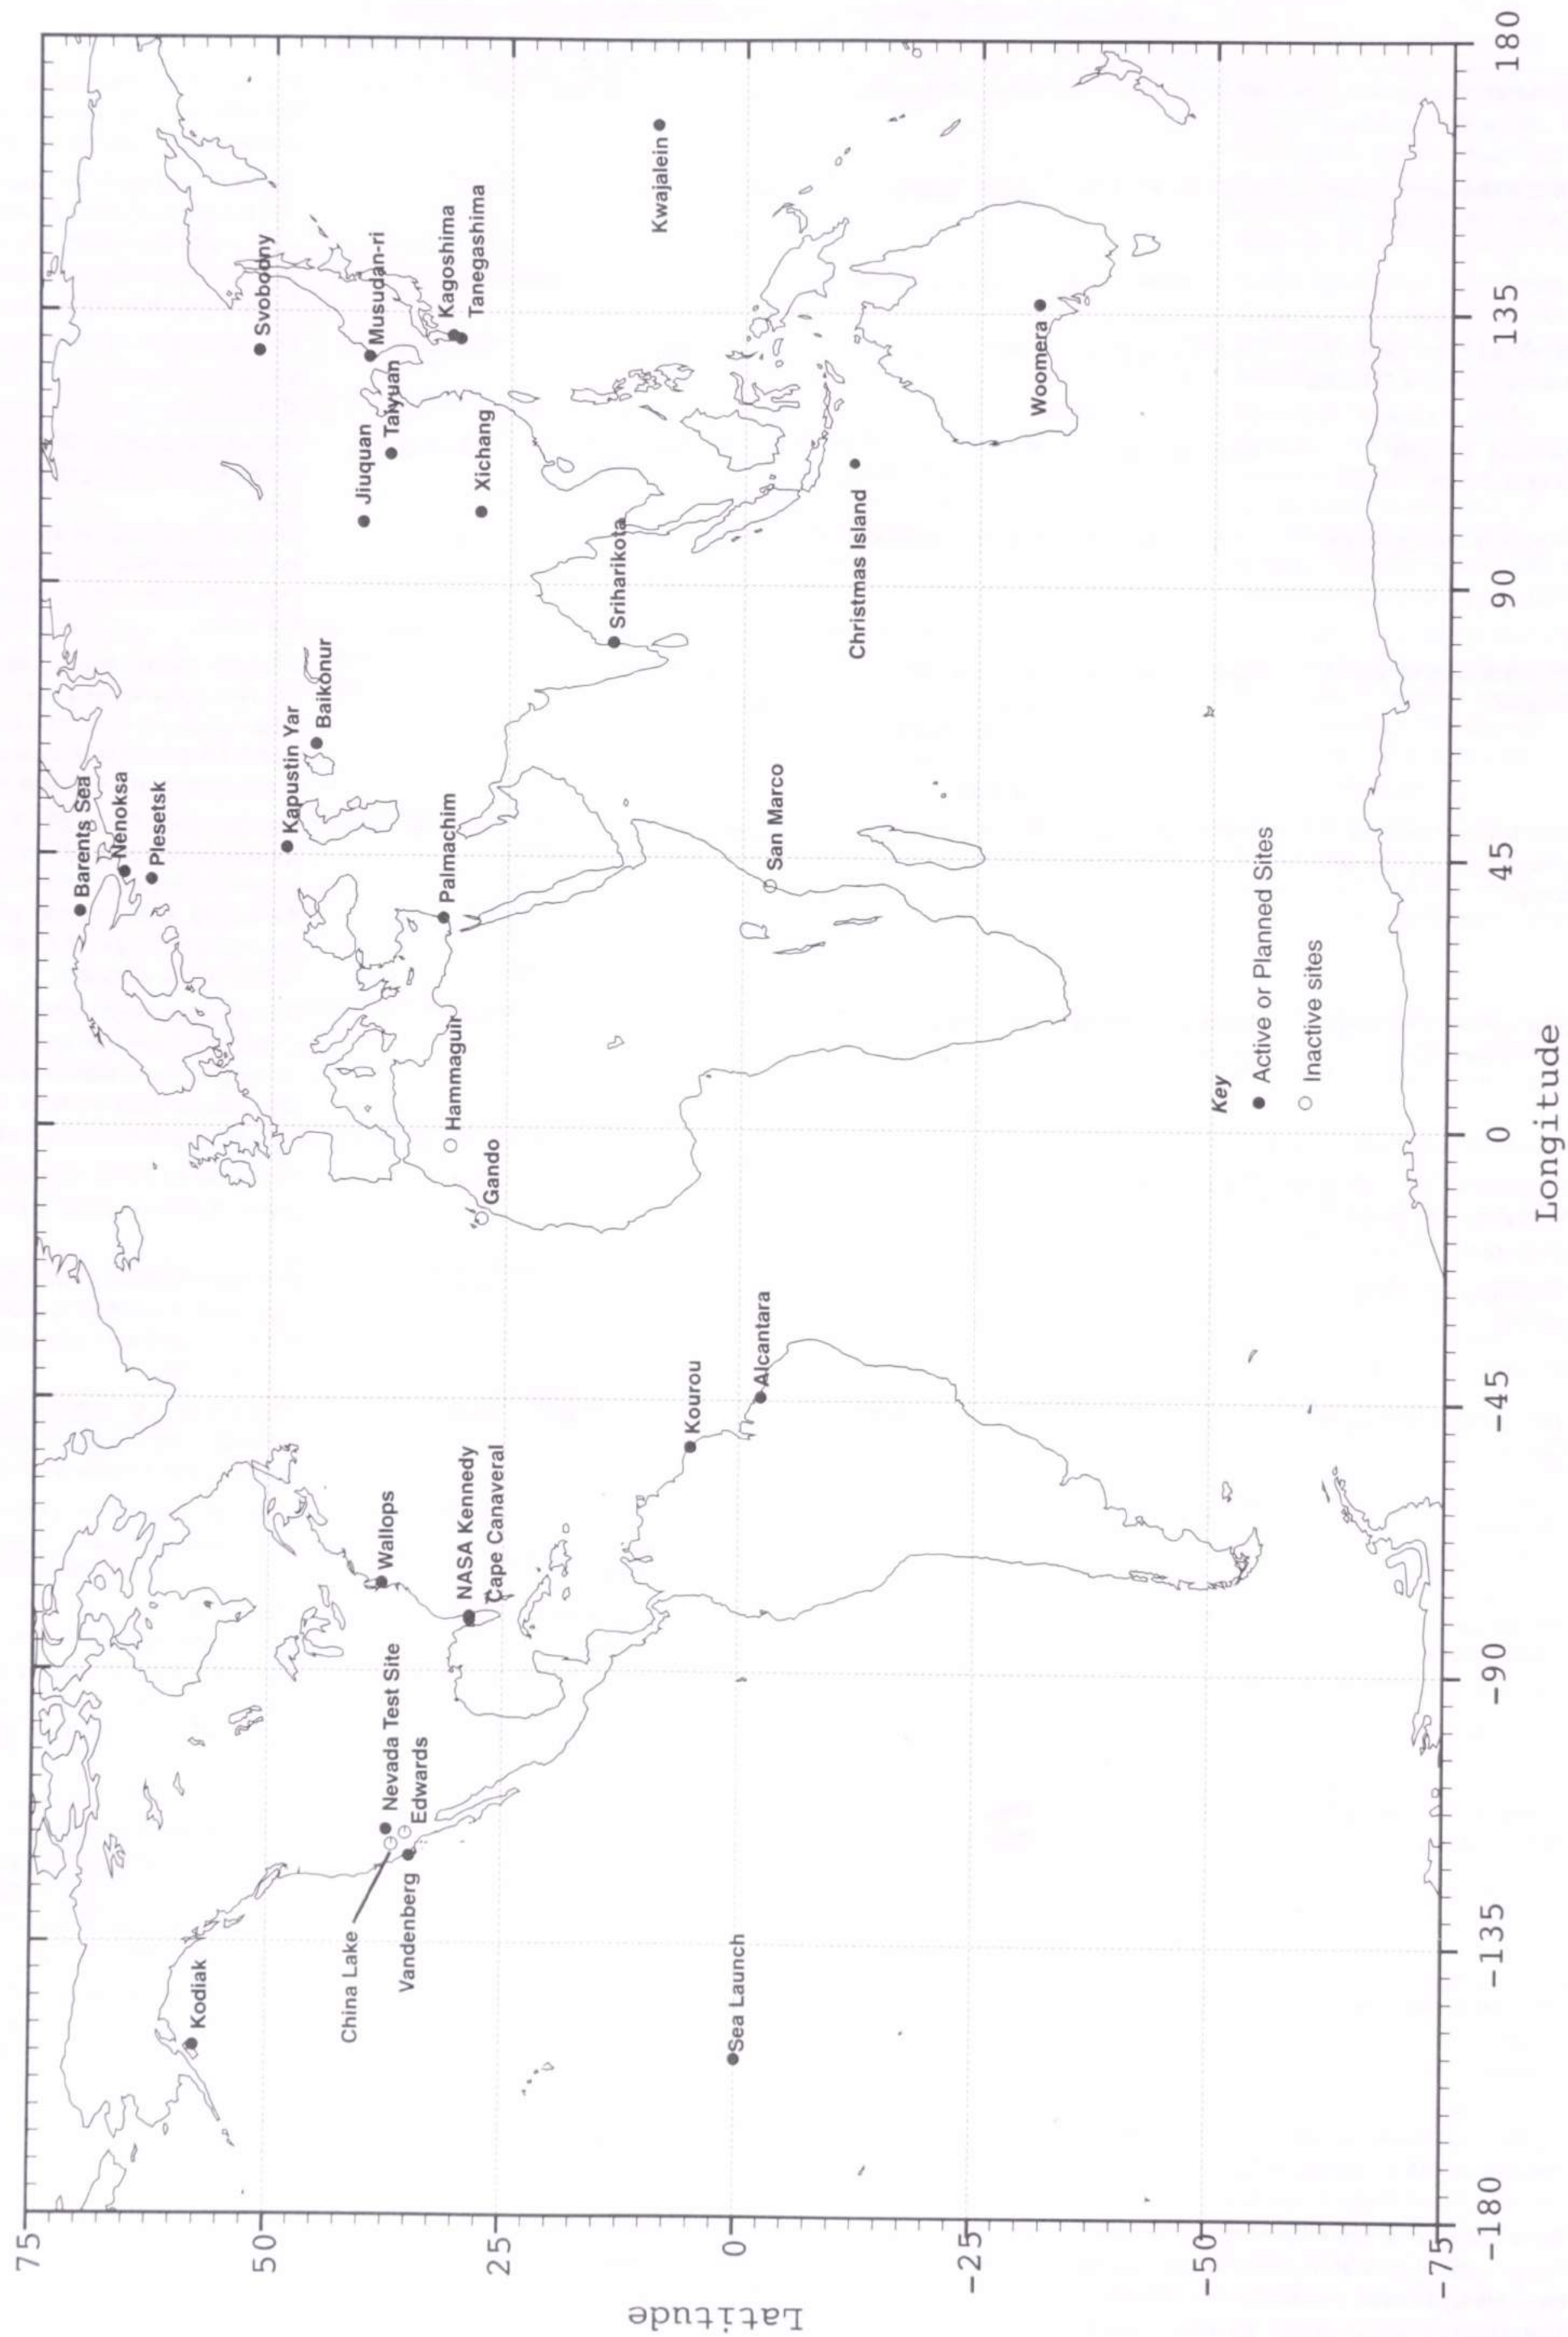 Barents Sea
Nenoksa
Plesetsk
Kodiak
Svobodny
Kapustin Yar
Baikonur
Musudan-ri
Jiuquan
Taiyuan
Wallops
Nevada Test Site
China Lake
Edwards
Vandenberg
Kagoshima
Tanegashima
Palmachim
Hammaguir
Xichang
Gando
NASA Kennedy
Cape Canaveral
Sriharikota
Kwajalein
Kourou
Sea Launch
Alcantara
San Marco
Christmas Island
Woomera
Key
Active or Planned Sites
Inactive sites
75
50
25
0
-25
-50
-75
Latitude
-180
-135
-90
-45
0
45
90
135
180
Longitude